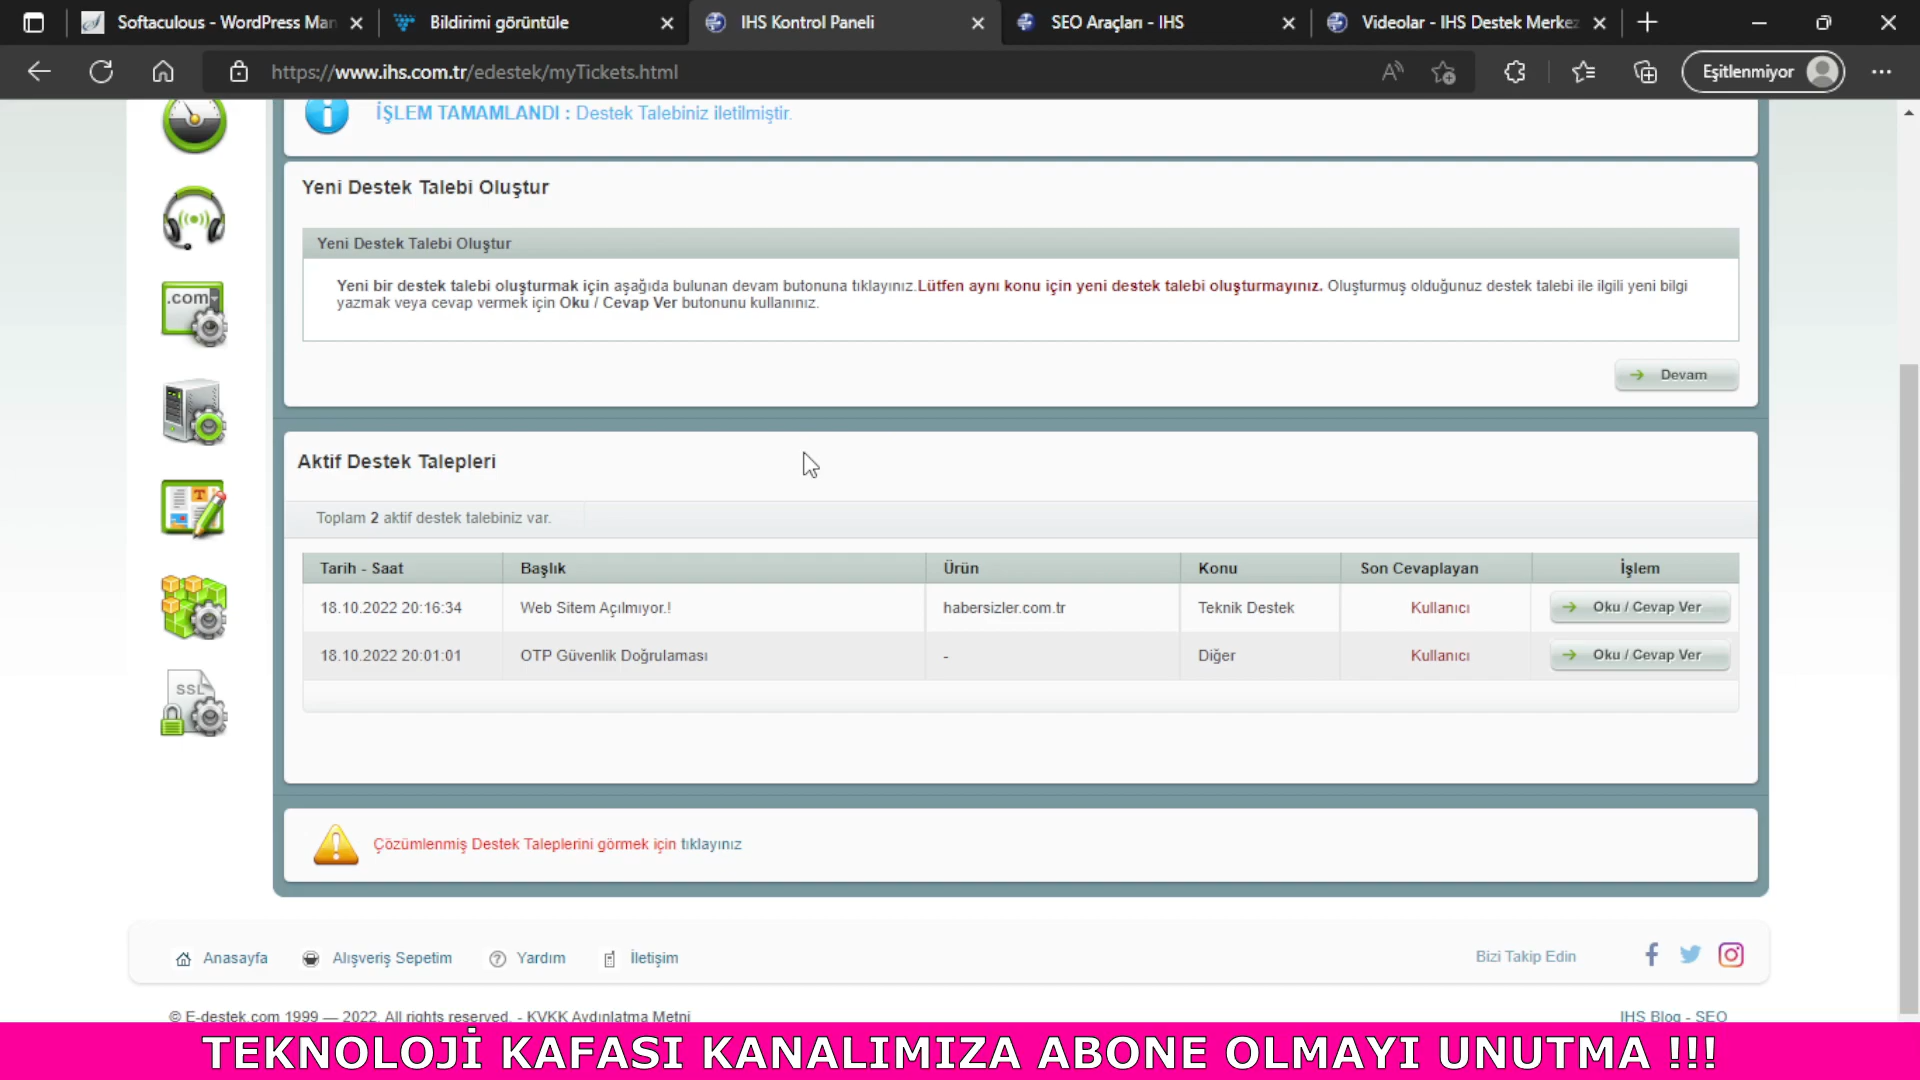 Softaculous - WordPress Man
Bildirimi görüntüle
IHS Kontrol Paneli
SEO Araçları - IHS
Videolar - IHS Destek Merkez
https://www.ihs.com.tr/edestek/myTickets.html
Eşitlenmiyor
İŞLEM TAMAMLANDI : Destek Talebiniz iletilmiştir.
Yeni Destek Talebi Oluştur
Yeni Destek Talebi Oluştur
Yeni bir destek talebi oluşturmak için aşağıda bulunan devam butonuna tıklayınız.Lütfen aynı konu için yeni destek talebi oluşturmayınız. Oluşturmuş olduğunuz destek talebi ile ilgili yeni bilgi
yazmak veya cevap vermek için Oku / Cevap Ver butonunu kullanınız.
Devam
.com
SSL
Aktif Destek Talepleri
Toplam 2 aktif destek talebiniz var.
Tarih - Saat Başlık Ürün Konu Son Cevaplayan İşlem
18.10.2022 20:16:34 Web Sitem Açılmıyor.! habersizler.com.tr Teknik Destek Kullanıcı Oku / Cevap Ver
18.10.2022 20:01:01 OTP Güvenlik Doğrulaması - Diğer Kullanıcı Oku / Cevap Ver
Çözümlenmiş Destek Taleplerini görmek için tıklayınız
Anasayfa Alışveriş Sepetim Yardım İletişim Bizi Takip Edin
© E-destek.com 1999 — 2022. All rights reserved. - KVKK Aydınlatma Metni IHS Blog - SEO
TEKNOLOJİ KAFASI KANALIMIZA ABONE OLMAYI UNUTMA !!!